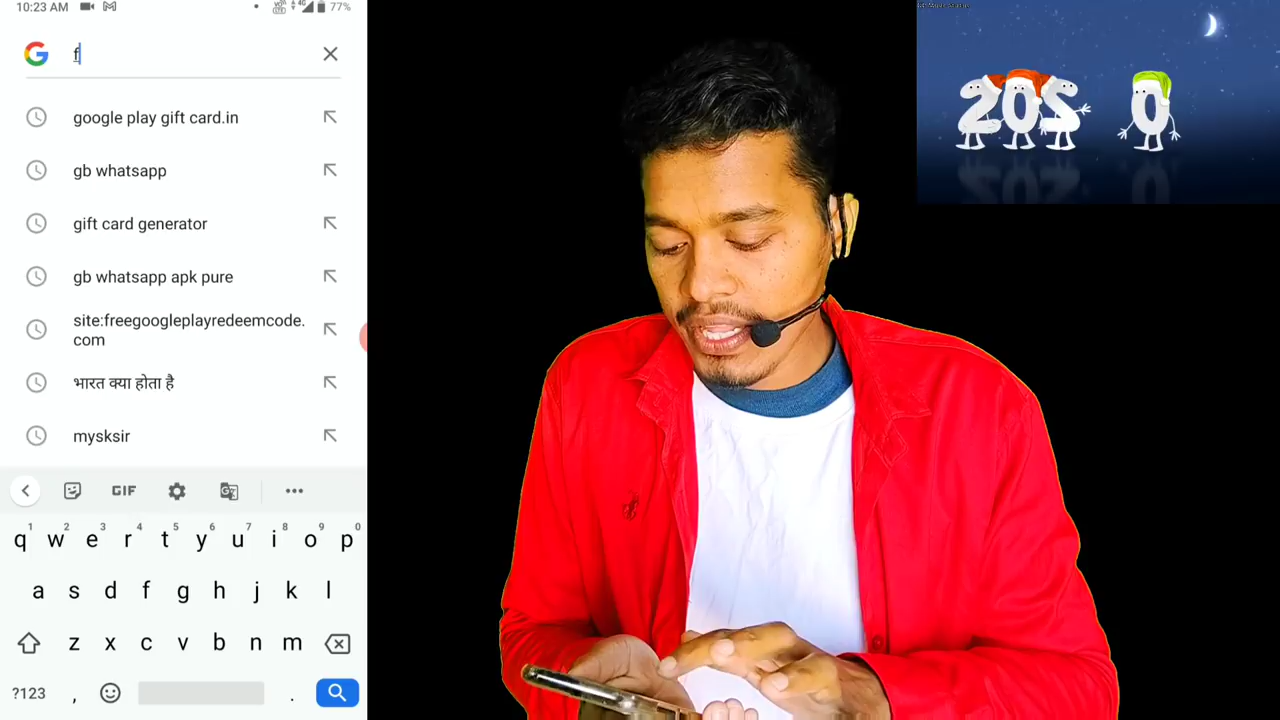 10:23 AM
77%
f
google play gift card.in
gb whatsapp
gift card generator
gb whatsapp apk pure
site:freegoogleplayredeemcode.
com
भारत क्या होता है
mysksir
GIF
1 2 3 4 5 6 7 8 9 0
q w e r t y u i o p
a s d f g h j k l
z x c v b n m
?123 , .
202 0